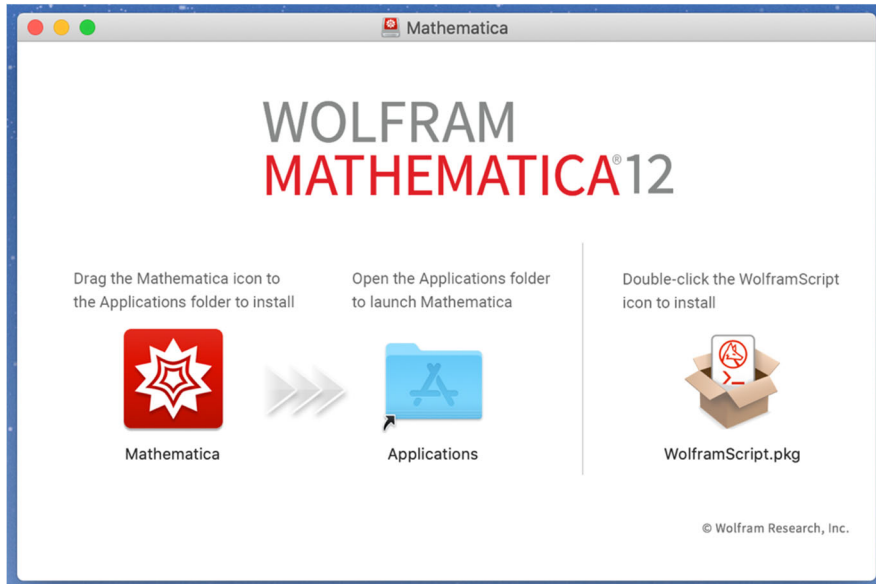 Mathematica
WOLFRAM
MATHEMATICA®12
Drag the Mathematica icon to
the Applications folder to install
Open the Applications folder
to launch Mathematica
Double-click the WolframScript
icon to install
Mathematica
Applications
WolframScript.pkg
© Wolfram Research, Inc.